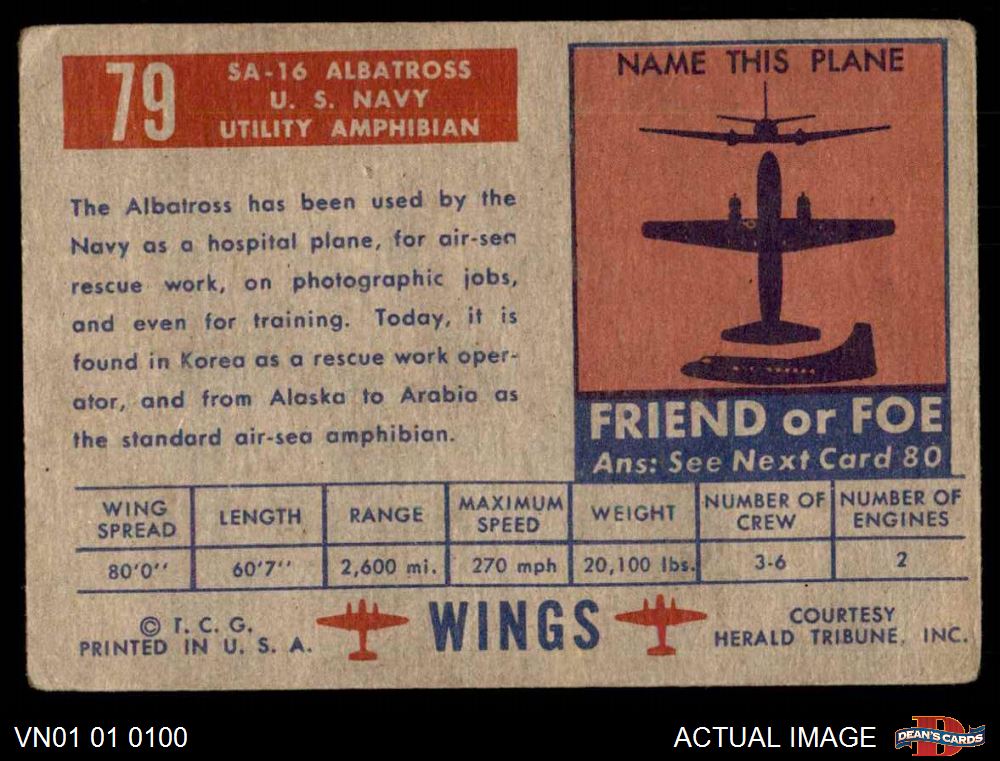 79
SA-16 ALBATROSS
U. S. NAVY
UTILITY AMPHIBIAN
The Albatross has been used by the
Navy as a hospital plane, for air-sea
rescue work, on photographic jobs,
and even for training. Today, it is
found in Korea as a rescue work oper-
ator, and from Alaska to Arabia as
the standard air-sea amphibian.
NAME THIS PLANE
FRIEND or FOE
Ans: See Next Card 80
WING SPREAD LENGTH RANGE MAXIMUM SPEED WEIGHT NUMBER OF CREW NUMBER OF ENGINES
80'0'' 60'7'' 2,600 mi. 270 mph 20,100 lbs. 3-6 2
© T. C. G.
PRINTED IN U. S. A.
WINGS
COURTESY
HERALD TRIBUNE, INC.
VN01 01 0100
ACTUAL IMAGE
D
DEAN'S CARDS